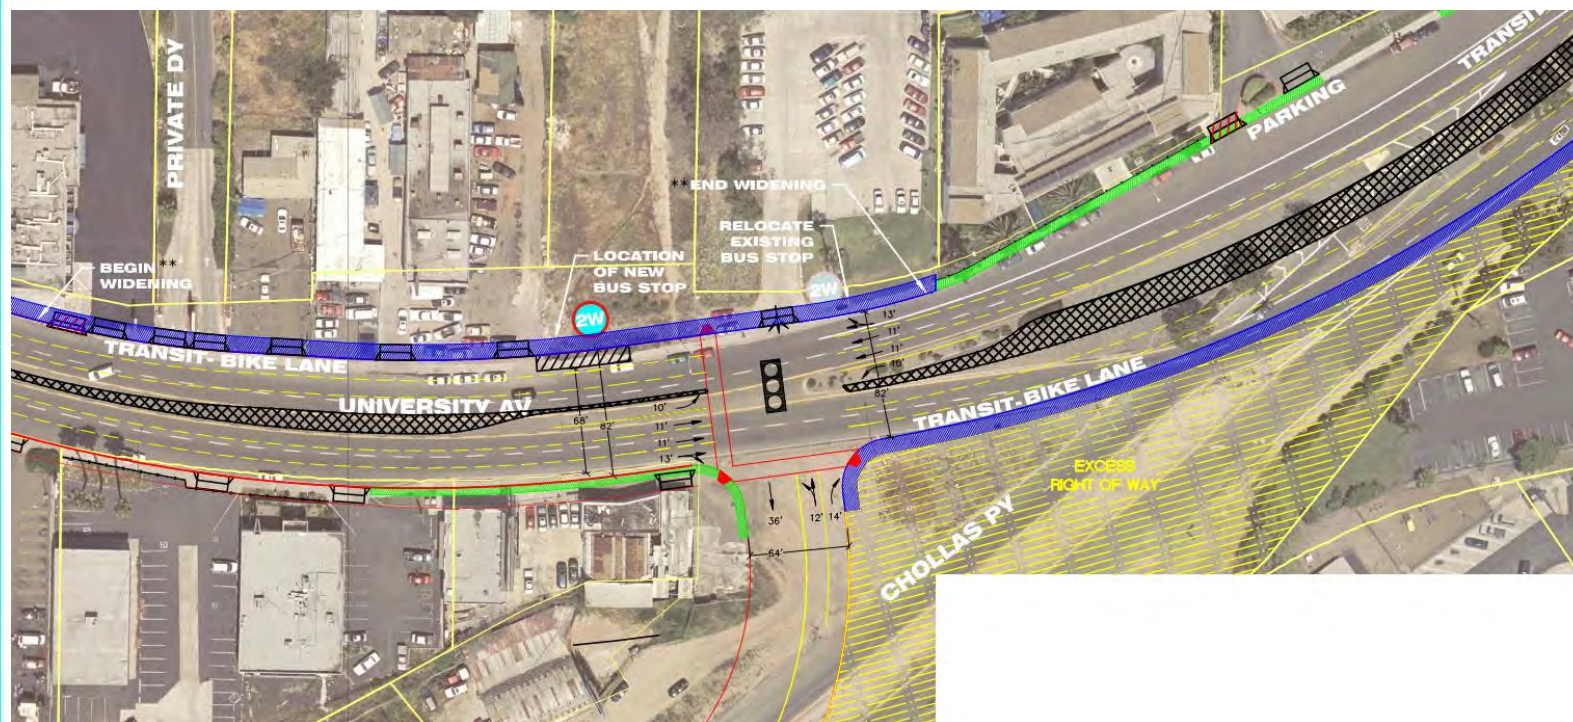 PRIVATE DY
TRANSIT
PARKING
**END WIDENING
RELOCATE
EXISTING
BUS STOP
LOCATION
OF NEW
BUS STOP
BEGIN**
WIDENING
2W
2W
TRANSIT- BIKE LANE
UNIVERSITY AV
TRANSIT-BIKE LANE
13'
11'
11'
10'
82'
68'
82'
10'
11'
11'
13'
36'
12'
14'
64'
EXCESS
RIGHT OF WAY
CHOLLAS PY